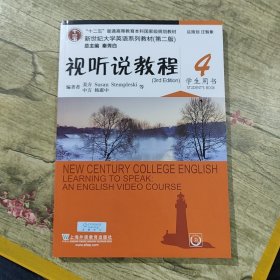 "十二五"普通高等教育本科国家级规划教材
新世纪大学英语系列教材(第二版)
总主编 秦秀白
视听说教程 4
(3rd Edition)
学生用书
STUDENT'S BOOK
编著者 美方 Susan Stempleski 等
中方 杨惠中
NEW CENTURY COLLEGE ENGLISH
LEARNING TO SPEAK:
AN ENGLISH VIDEO COURSE
上海外语教育出版社